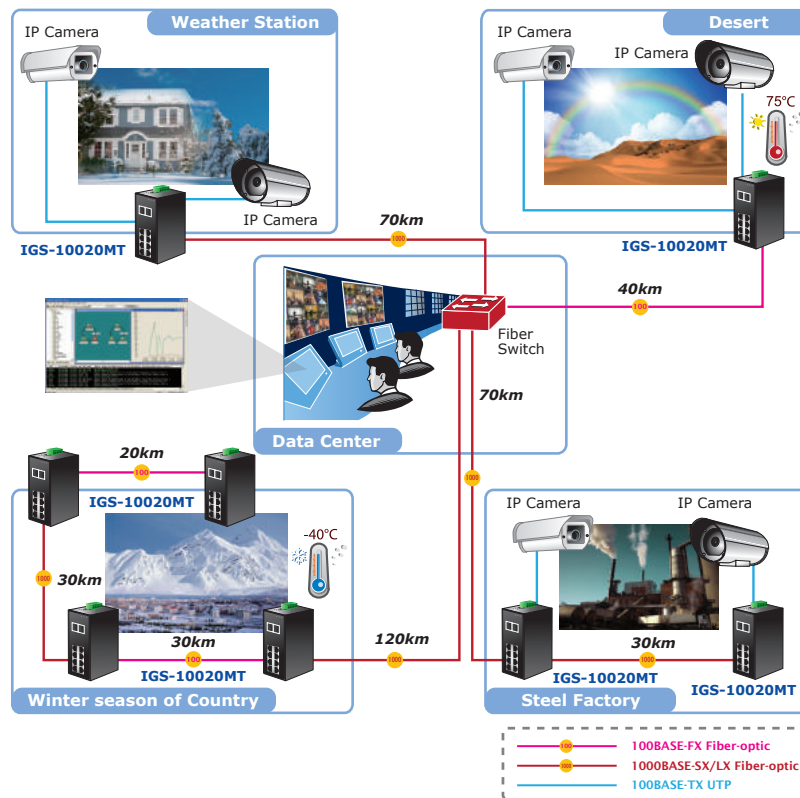 Weather Station
IP Camera
IP Camera
IGS-10020MT
Desert
IP Camera
IP Camera
75°C
IGS-10020MT
70km
1000
40km
100
Fiber
Switch
70km
1000
Data Center
20km
100
IGS-10020MT
-40°C
1000
30km
30km
100
IGS-10020MT
120km
1000
Winter season of Country
IP Camera
IP Camera
30km
1000
IGS-10020MT
IGS-10020MT
Steel Factory
100
100BASE-FX Fiber-optic
1000
1000BASE-SX/LX Fiber-optic
100BASE-TX UTP